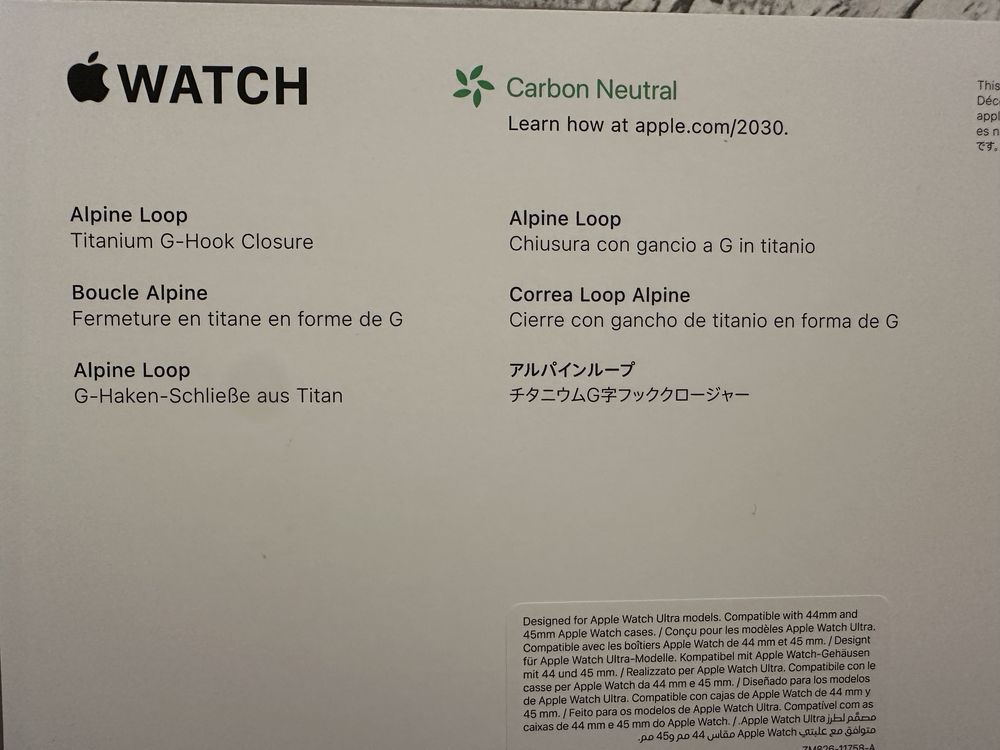 WATCH
Carbon Neutral
Learn how at apple.com/2030.
This
Déc
appl
es n
です。
Alpine Loop
Titanium G-Hook Closure
Boucle Alpine
Fermeture en titane en forme de G
Alpine Loop
G-Haken-Schließe aus Titan
Alpine Loop
Chiusura con gancio a G in titanio
Correa Loop Alpine
Cierre con gancho de titanio en forma de G
アルパインループ
チタニウムG字フッククロージャー
Designed for Apple Watch Ultra models. Compatible with 44mm and
45mm Apple Watch cases. / Conçu pour les modèles Apple Watch Ultra.
Compatible avec les boîtiers Apple Watch de 44 mm et 45 mm. / Designt
für Apple Watch Ultra-Modelle. Kompatibel mit Apple Watch-Gehäusen
mit 44 und 45 mm. / Realizzato per Apple Watch Ultra. Compatibile con le
casse per Apple Watch da 44 mm e 45 mm. / Diseñado para los modelos
de Apple Watch Ultra. Compatible con cajas de Apple Watch de 44 mm y
45 mm. / Feito para os modelos de Apple Watch Ultra. Compatível com as
caixas de 44 mm e 45 mm do Apple Watch. / مصمَّم لطرز Apple Watch Ultra.
متوافق مع علبتي Apple Watch مقاس 44 مم و45 مم.
ZM826-11758-A